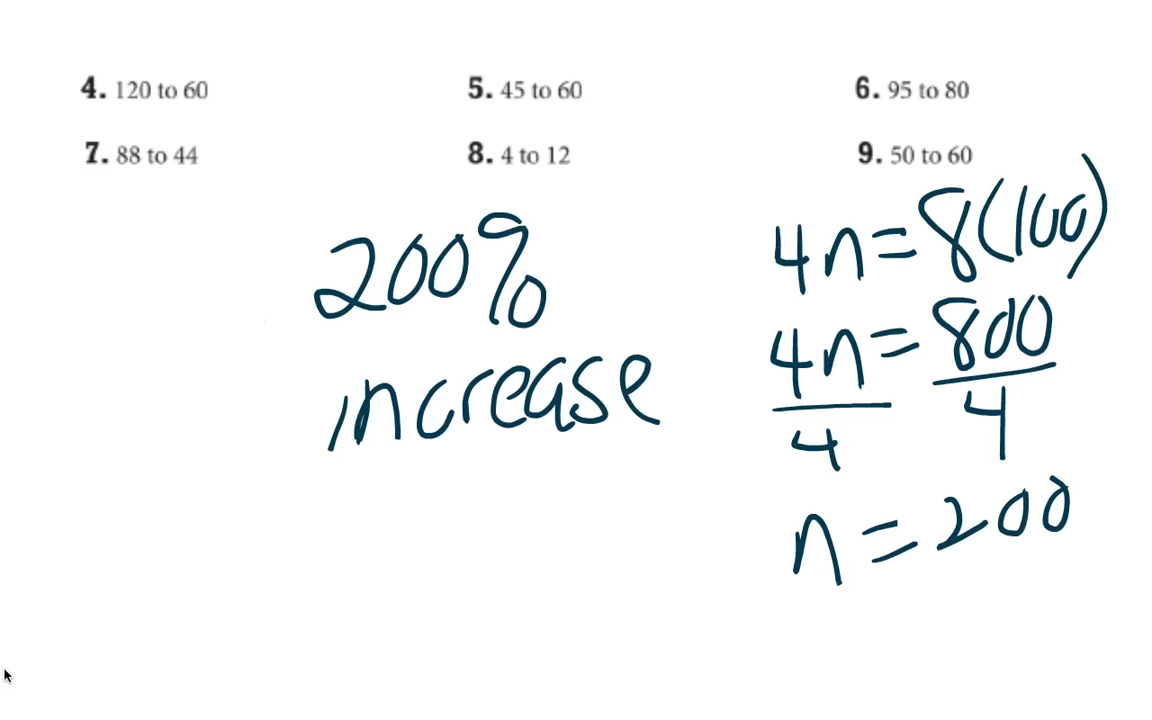 4. 120 to 60 5. 45 to 60 6. 95 to 80
7. 88 to 44 8. 4 to 12 9. 50 to 60
200%
increase
4n=8(100)
4n=800
4 4
n=200